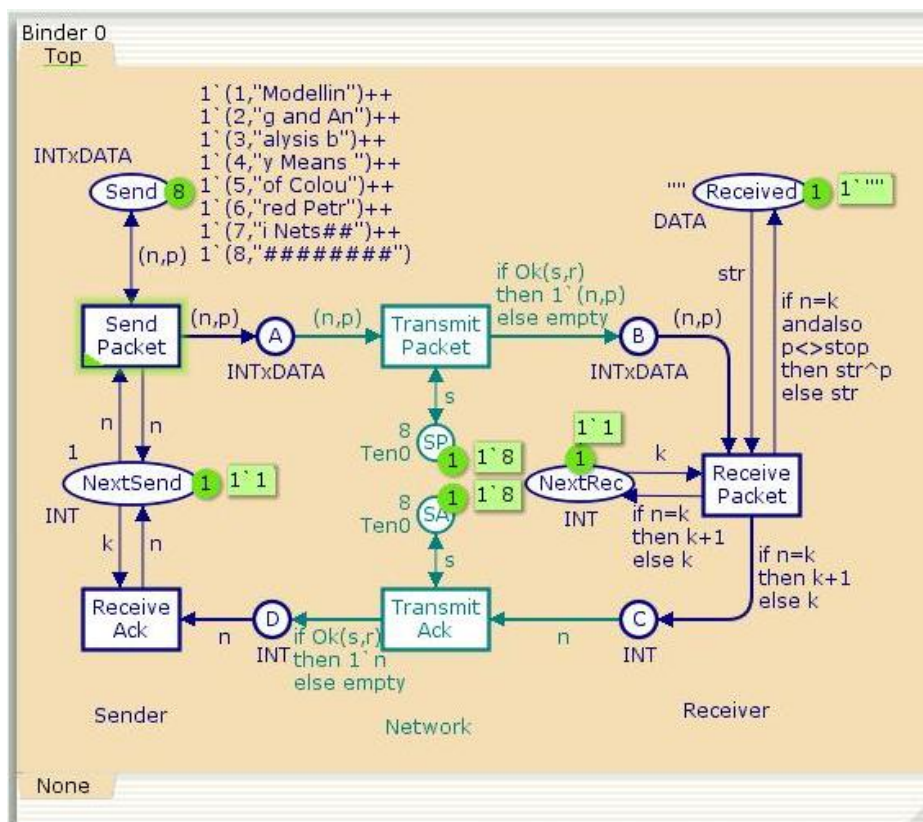 Binder 0
Top
1`(1,"Modellin")++
1`(2,"g and An")++
1`(3,"alysis b")++
1`(4,"y Means ")++
1`(5,"of Colou")++
1`(6,"red Petr")++
1`(7,"i Nets##")++
1`(8,"########")
INTxDATA
Send
8
(n,p)
""
Received
1
1`""
DATA
str
if n=k
andalso
p<>stop
then str^p
else str
Send
Packet
(n,p)
A
INTxDATA
(n,p)
Transmit
Packet
if Ok(s,r)
then 1`(n,p)
else empty
B
INTxDATA
(n,p)
n
n
s
8
Ten0
SP
1
1`8
1
NextSend
1
1`1
INT
8
Ten0
SA
1
1`8
s
1`1
1
NextRec
INT
k
if n=k
then k+1
else k
Receive
Packet
if n=k
then k+1
else k
k
n
Receive
Ack
n
D
INT
if Ok(s,r)
then 1`n
else empty
Transmit
Ack
n
C
INT
Sender
Network
Receiver
None